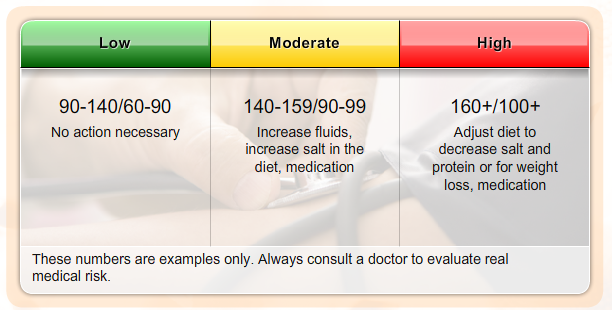 Low
Moderate
High
90-140/60-90
No action necessary
140-159/90-99
Increase fluids,
increase salt in the
diet, medication
160+/100+
Adjust diet to
decrease salt and
protein or for weight
loss, medication
These numbers are examples only. Always consult a doctor to evaluate real
medical risk.